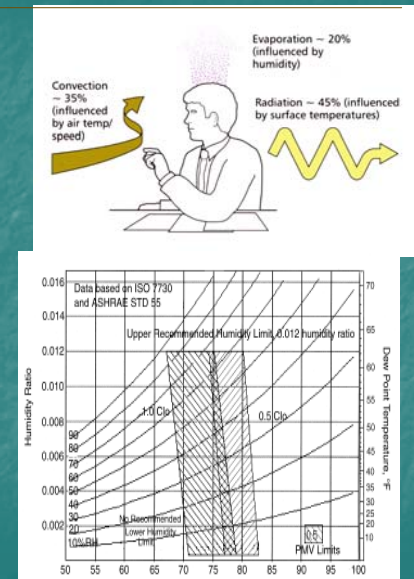 Evaporation ~ 20%
(influenced by
humidity)
Convection
~ 35%
(influenced
by air temp/
speed)
Radiation ~ 45% (influenced
by surface temperatures)
Data based on ISO 7730
and ASHRAE STD 55
Upper Recommended Humidity Limit, 0.012 humidity ratio
Humidity Ratio
0.016
0.014
0.012
0.010
0.008
0.006
0.004
0.002
90
80
70
60
50
40
30
20
10% RH
1.0 Clo
0.5 Clo
No Recommended
Lower Humidity
Limit
0.5
PMV Limits
70
65
60
55
50
45
40
35
30
25
20
10
Dew Point Temperature, °F
50 55 60 65 70 75 80 85 90 95 100